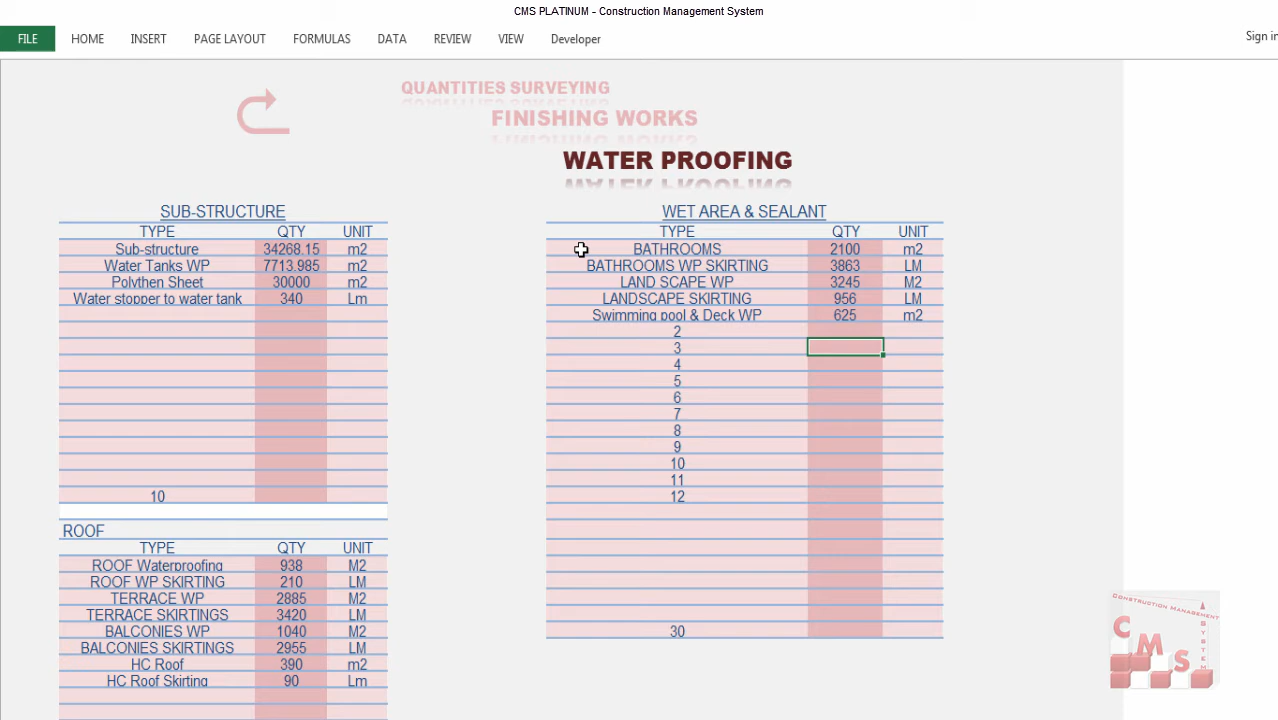 CMS PLATINUM - Construction Management System
FILE HOME INSERT PAGE LAYOUT FORMULAS DATA REVIEW VIEW Developer Sign in
QUANTITIES SURVEYING
FINISHING WORKS
WATER PROOFING
SUB-STRUCTURE
TYPE QTY UNIT
Sub-structure 34268.15 m2
Water Tanks WP 7713.985 m2
Polythen Sheet 30000 m2
Water stopper to water tank 340 Lm
10
ROOF
TYPE QTY UNIT
ROOF Waterproofing 938 M2
ROOF WP SKIRTING 210 LM
TERRACE WP 2885 M2
TERRACE SKIRTINGS 3420 LM
BALCONIES WP 1040 M2
BALCONIES SKIRTINGS 2955 LM
HC Roof 390 m2
HC Roof Skirting 90 Lm
WET AREA & SEALANT
TYPE QTY UNIT
BATHROOMS 2100 m2
BATHROOMS WP SKIRTING 3863 LM
LAND SCAPE WP 3245 M2
LANDSCAPE SKIRTING 956 LM
Swimming pool & Deck WP 625 m2
2
3
4
5
6
7
8
9
10
11
12
30
CONSTRUCTION MANAGEMENT
SYSTEM
C
M
S